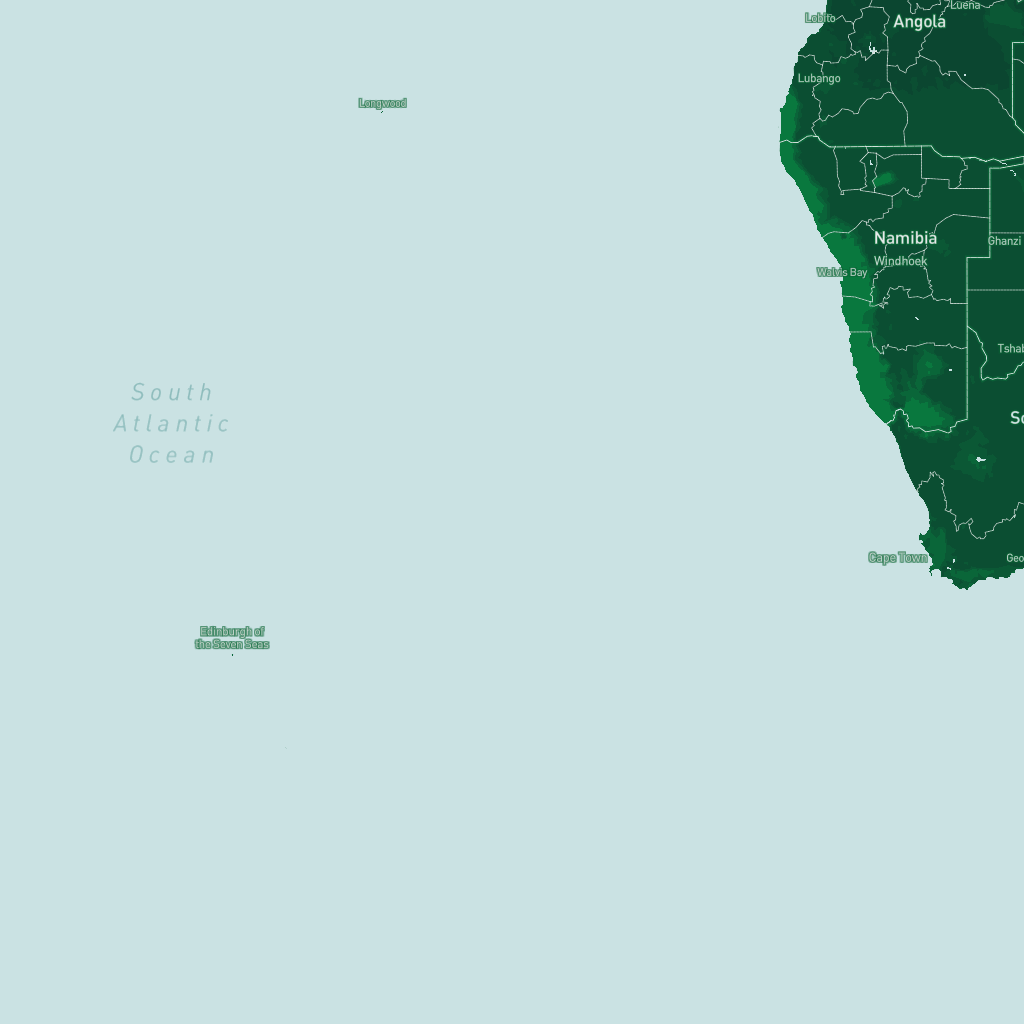 Lobito
Luena
Angola
Lubango
Longwood
Namibia
Ghanzi
Windhoek
Walvis Bay
Tshab
South
Atlantic
Ocean
So
Cape Town
Geo
Edinburgh of
the Seven Seas